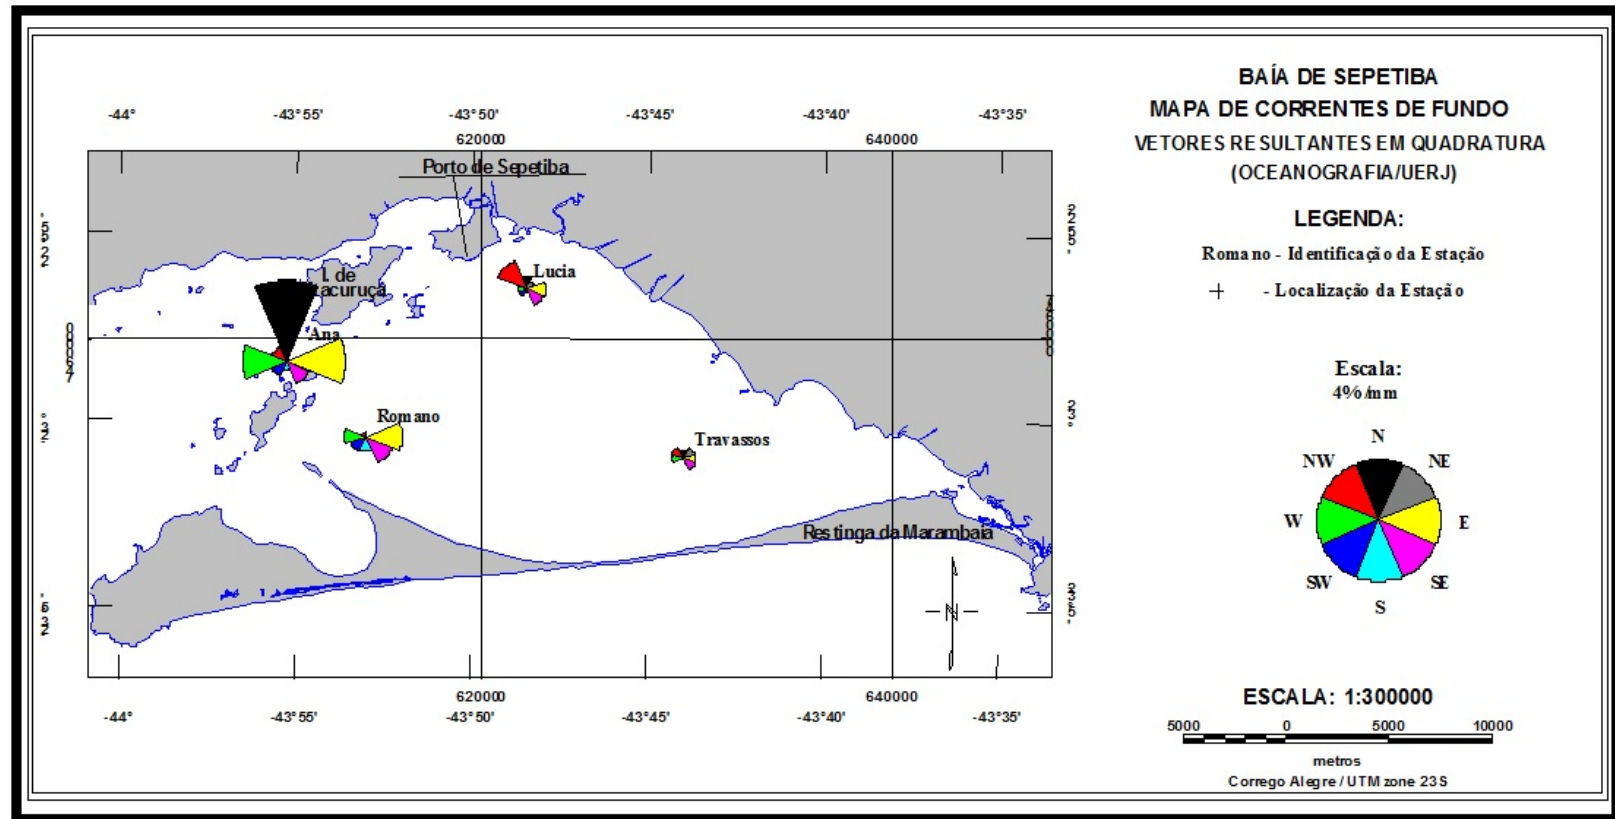 BAÍA DE SEPETIBA
MAPA DE CORRENTES DE FUNDO
VETORES RESULTANTES EM QUADRATURA
(OCEANOGRAFIA/UERJ)
LEGENDA:
Romano - Identificação da Estação
- Localização da Estação
Escala:
4%/mm
N
NW NE
W E
SW SE
S
ESCALA: 1:300000
5000 0 5000 10000
metros
Corrego Alegre / UTM zone 23S
-44° -43°55' -43°50' -43°45' -43°40' -43°35'
620000 640000
Porto de Sepetiba
Lucia
I. de
Itacuruça
Ana
Romano
Travassos
Restinga da Marambaia
N
620000 640000
-44° -43°55' -43°50' -43°45' -43°40' -43°35'